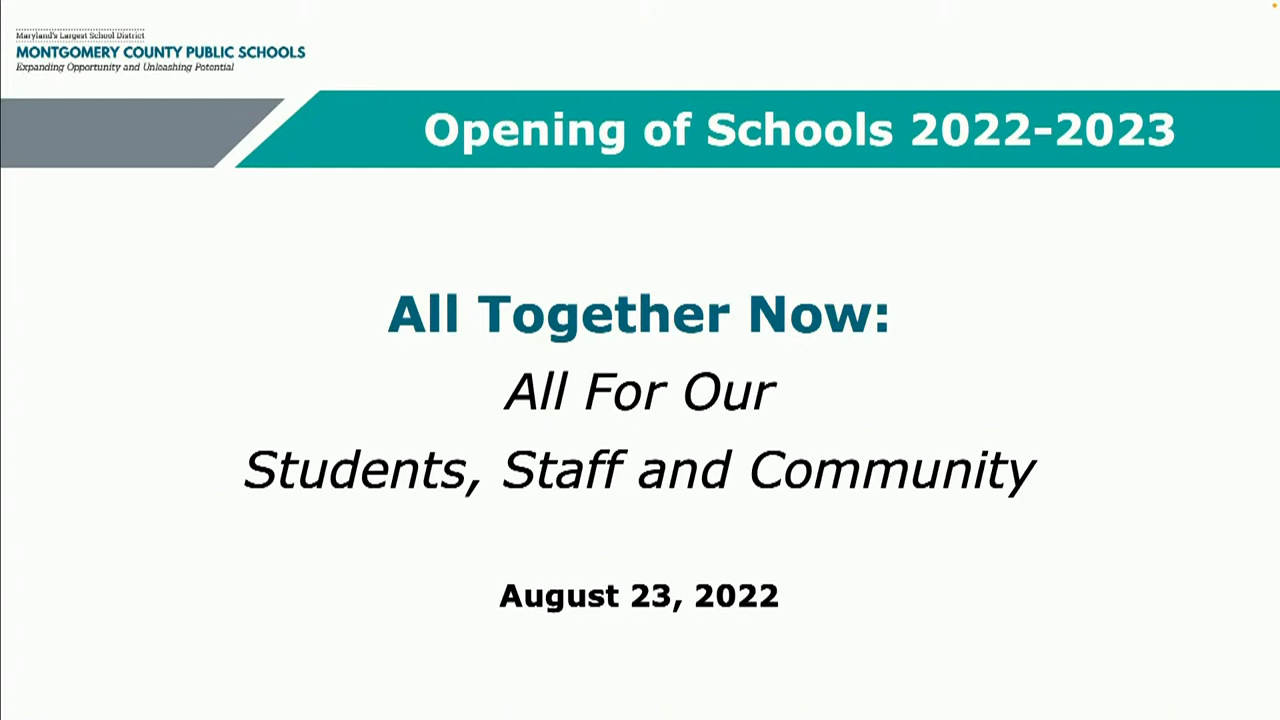 Maryland's Largest School District
MONTGOMERY COUNTY PUBLIC SCHOOLS
Expanding Opportunity and Unleashing Potential
Opening of Schools 2022-2023
All Together Now:
All For Our
Students, Staff and Community
August 23, 2022